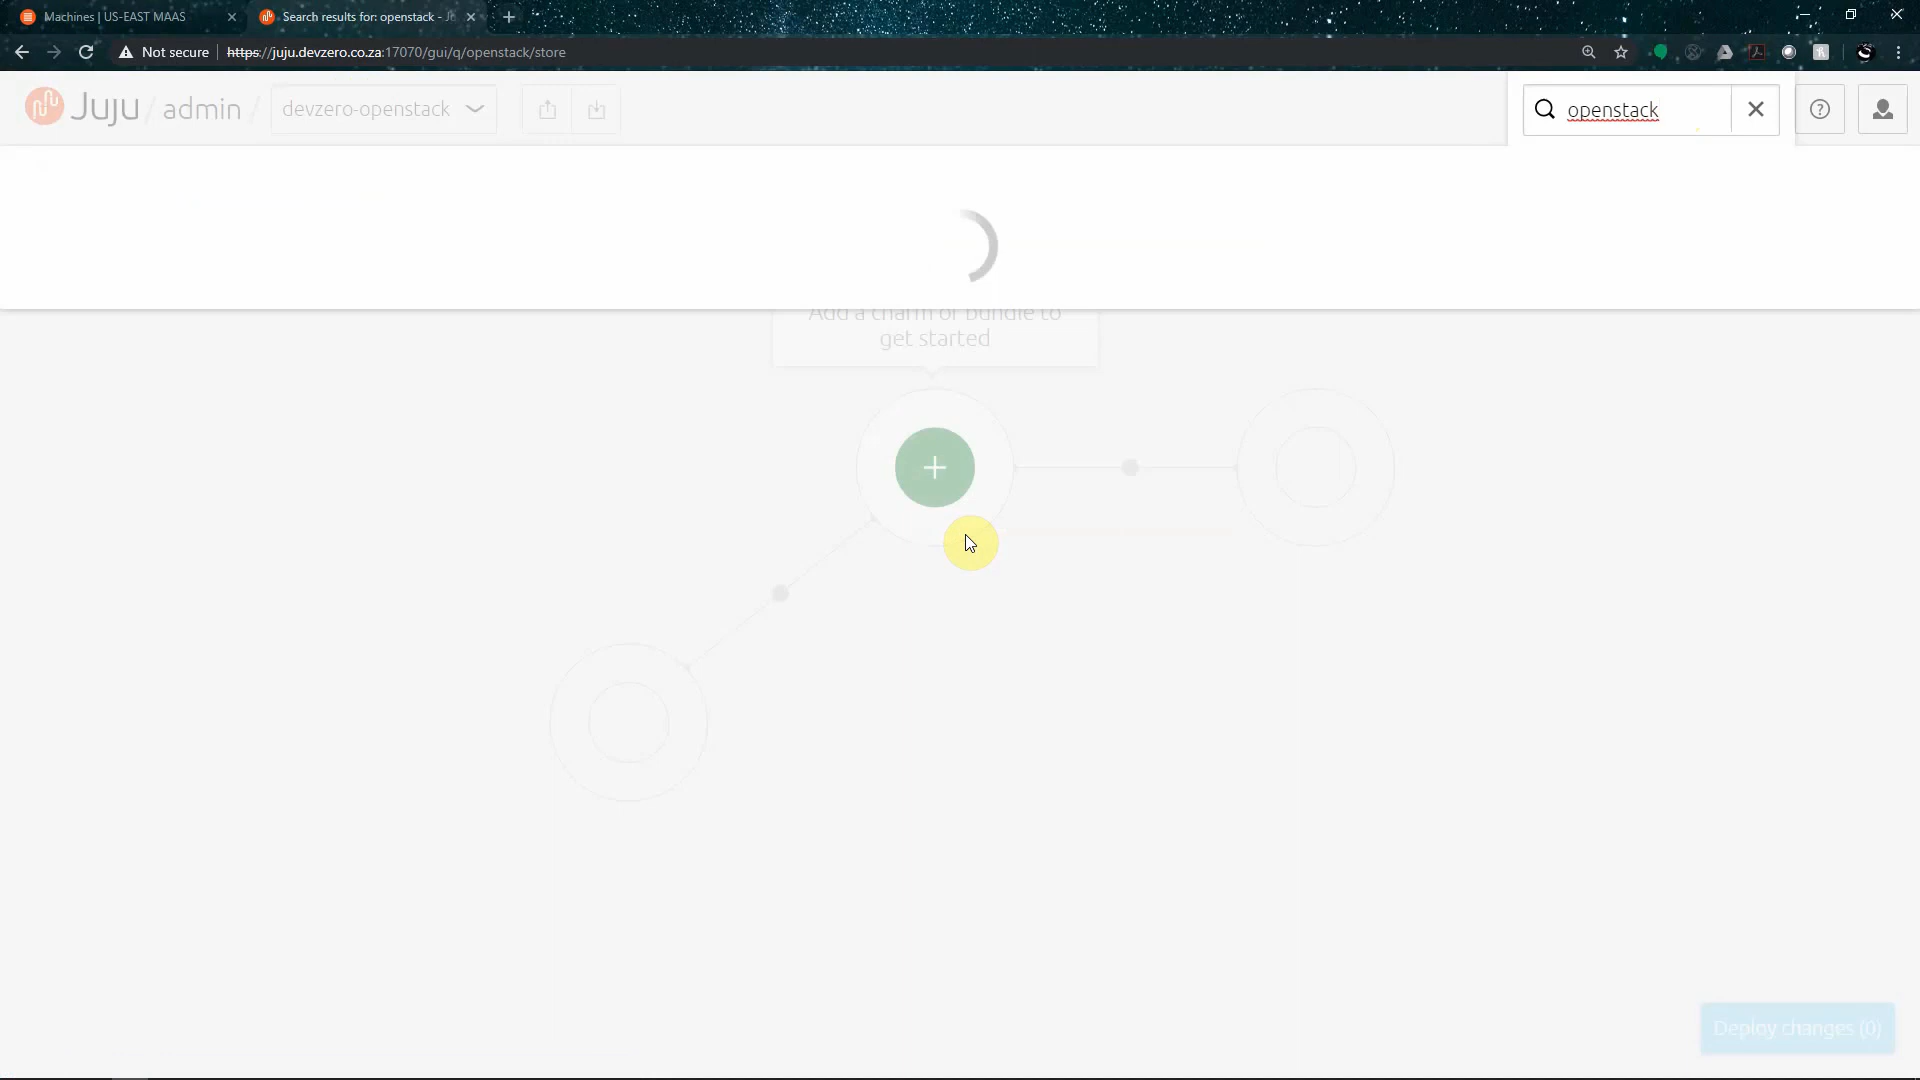 Machines | US-EAST MAAS
Search results for: openstack - Ju
Not secure
https://juju.devzero.co.za:17070/gui/q/openstack/store
Juju / admin / devzero-openstack
openstack
Add a charm or bundle to
get started
Deploy changes (0)